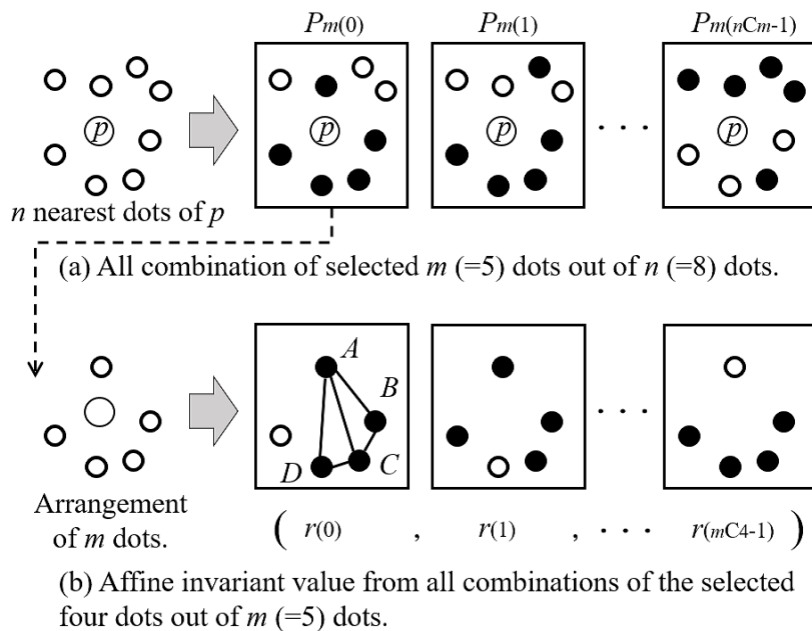 Pm(0) Pm(1) Pm(nCm-1)
p p p p
. . .
n nearest dots of p
(a) All combination of selected m (=5) dots out of n (=8) dots.
A
B
. . .
D C
Arrangement
of m dots.
( r(0) , r(1) , . . . r(mC4-1) )
(b) Affine invariant value from all combinations of the selected
four dots out of m (=5) dots.